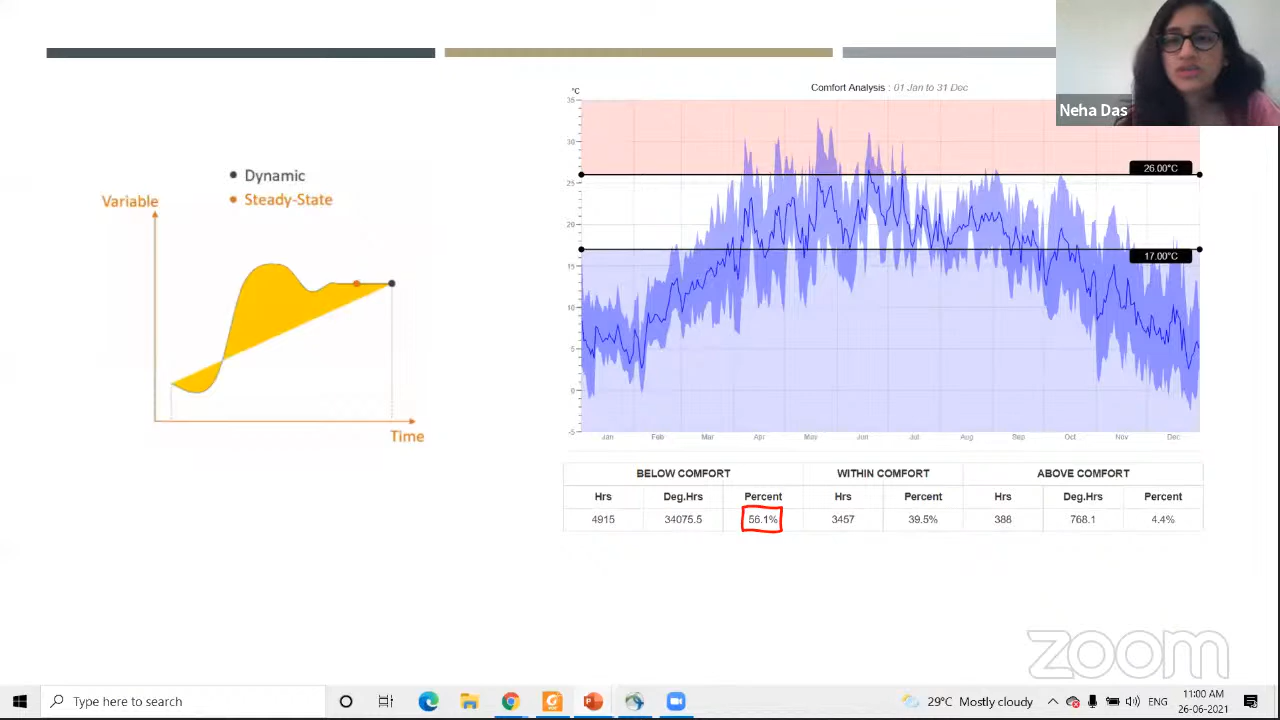 Comfort Analysis : 01 Jan to 31 Dec
Neha Das
°C
35
30
25
20
15
10
5
0
-5
26.00°C
17.00°C
Jan Feb Mar Apr May Jun Jul Aug Sep Oct Nov Dec
Dynamic
Steady-State
Variable
Time
BELOW COMFORT WITHIN COMFORT ABOVE COMFORT
Hrs Deg.Hrs Percent Hrs Percent Hrs Deg.Hrs Percent
4915 34075.5 56.1% 3457 39.5% 388 768.1 4.4%
zoom
Type here to search
29°C Mostly cloudy
ENG
11:00 AM
26-06-2021